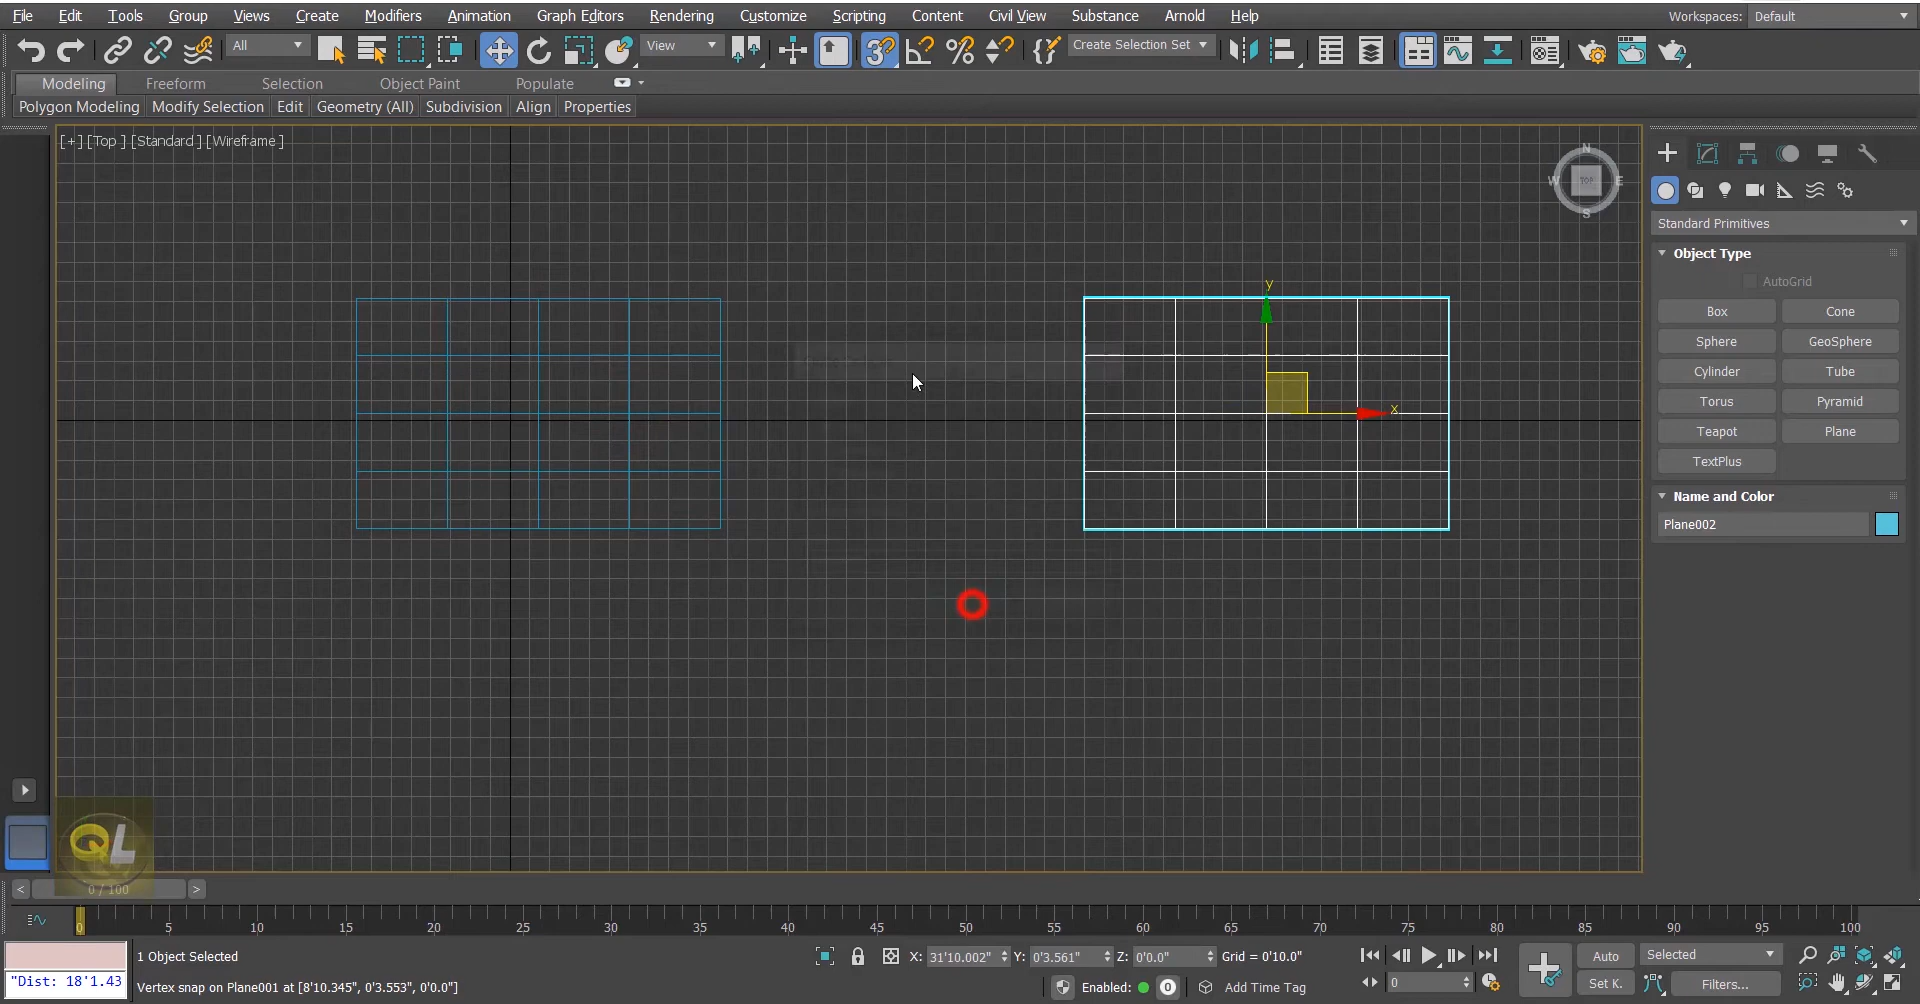 File Edit Tools Group Views Create Modifiers Animation Graph Editors Rendering Customize Scripting Content Civil View Substance Arnold Help Workspaces: Default
All View Create Selection Set
Modeling Freeform Selection Object Paint Populate
Polygon Modeling Modify Selection Edit Geometry (All) Subdivision Align Properties
[+] [Top ] [Standard ] [Wireframe ]
N
W TOP E
S
Standard Primitives
Object Type
AutoGrid
Box Cone
Sphere GeoSphere
Cylinder Tube
Torus Pyramid
Teapot Plane
TextPlus
Name and Color
Plane002
y
x
QL
< 0 / 100 >
0 5 10 15 20 25 30 35 40 45 50 55 60 65 70 75 80 85 90 95 100
1 Object Selected X: 31'10.002" Y: 0'3.561" Z: 0'0.0" Grid = 0'10.0" Auto Selected
"Dist: 18'1.43 Vertex snap on Plane001 at [8'10.345", 0'3.553", 0'0.0"] Enabled: 0 Add Time Tag 0 Set K. Filters...